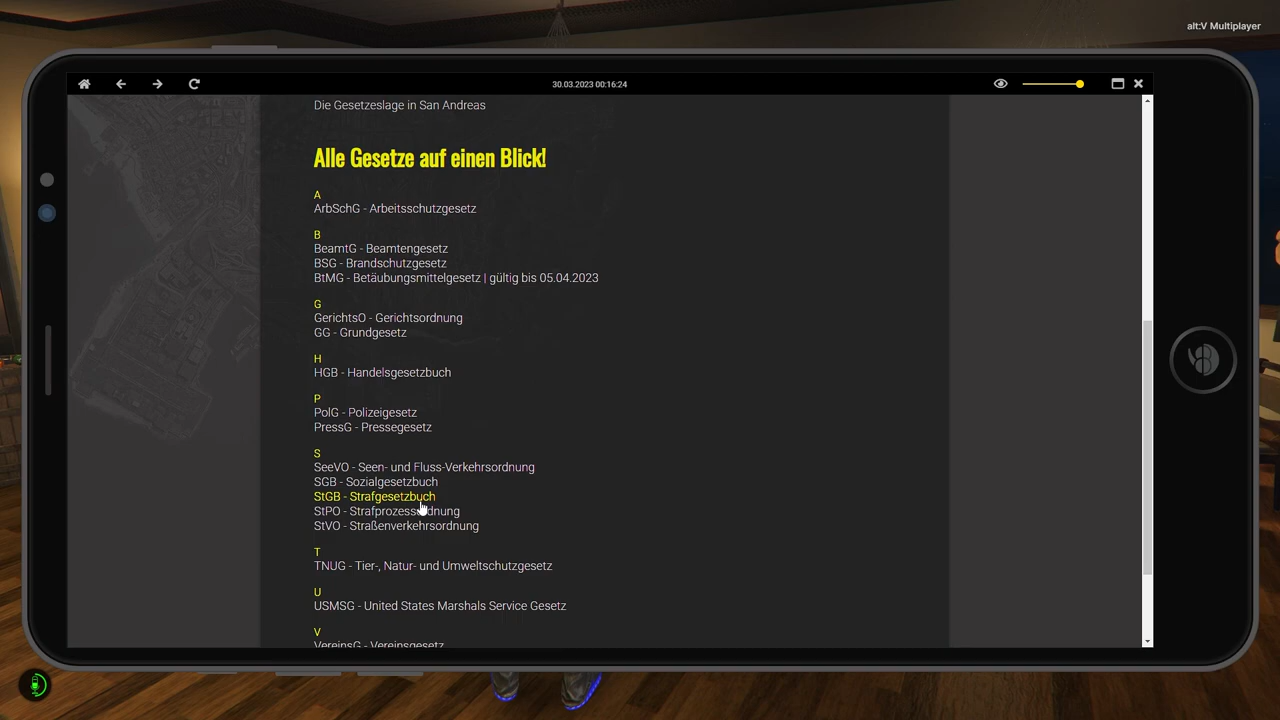 alt:V Multiplayer
30.03.2023 00:16:24
Die Gesetzeslage in San Andreas
Alle Gesetze auf einen Blick!
A
ArbSchG - Arbeitsschutzgesetz
B
BeamtG - Beamtengesetz
BSG - Brandschutzgesetz
BtMG - Betäubungsmittelgesetz | gültig bis 05.04.2023
G
GerichtsO - Gerichtsordnung
GG - Grundgesetz
H
HGB - Handelsgesetzbuch
P
PolG - Polizeigesetz
PressG - Pressegesetz
S
SeeVO - Seen- und Fluss-Verkehrsordnung
SGB - Sozialgesetzbuch
StGB - Strafgesetzbuch
StPO - Strafprozessordnung
StVO - Straßenverkehrsordnung
T
TNUG - Tier-, Natur- und Umweltschutzgesetz
U
USMSG - United States Marshals Service Gesetz
V
VereinsG - Vereinsgesetz